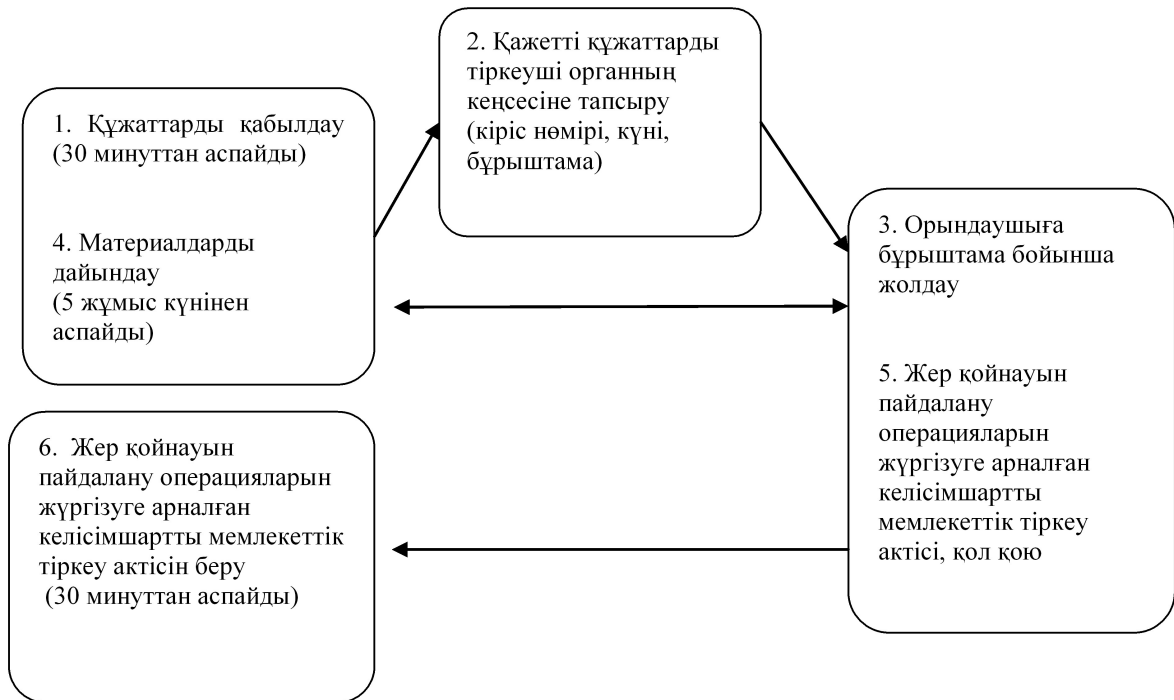 1. Құжаттарды қабылдау
(30 минуттан аспайды)
4. Материалдарды
дайындау
(5 жұмыс күнінен
аспайды)
2. Қажетті құжаттарды
тіркеуші органның
кеңсесіне тапсыру
(кіріс нөмірі, күні,
бұрыштама)
3. Орындаушыға
бұрыштама бойынша
жолдау
5. Жер қойнауын
пайдалану
операцияларын
жүргізуге арналған
келісімшартты
мемлекеттік тіркеу
актісі, қол қою
6. Жер қойнауын
пайдалану операцияларын
жүргізуге арналған
келісімшартты мемлекеттік
тіркеу актісін беру
(30 минуттан аспайды)